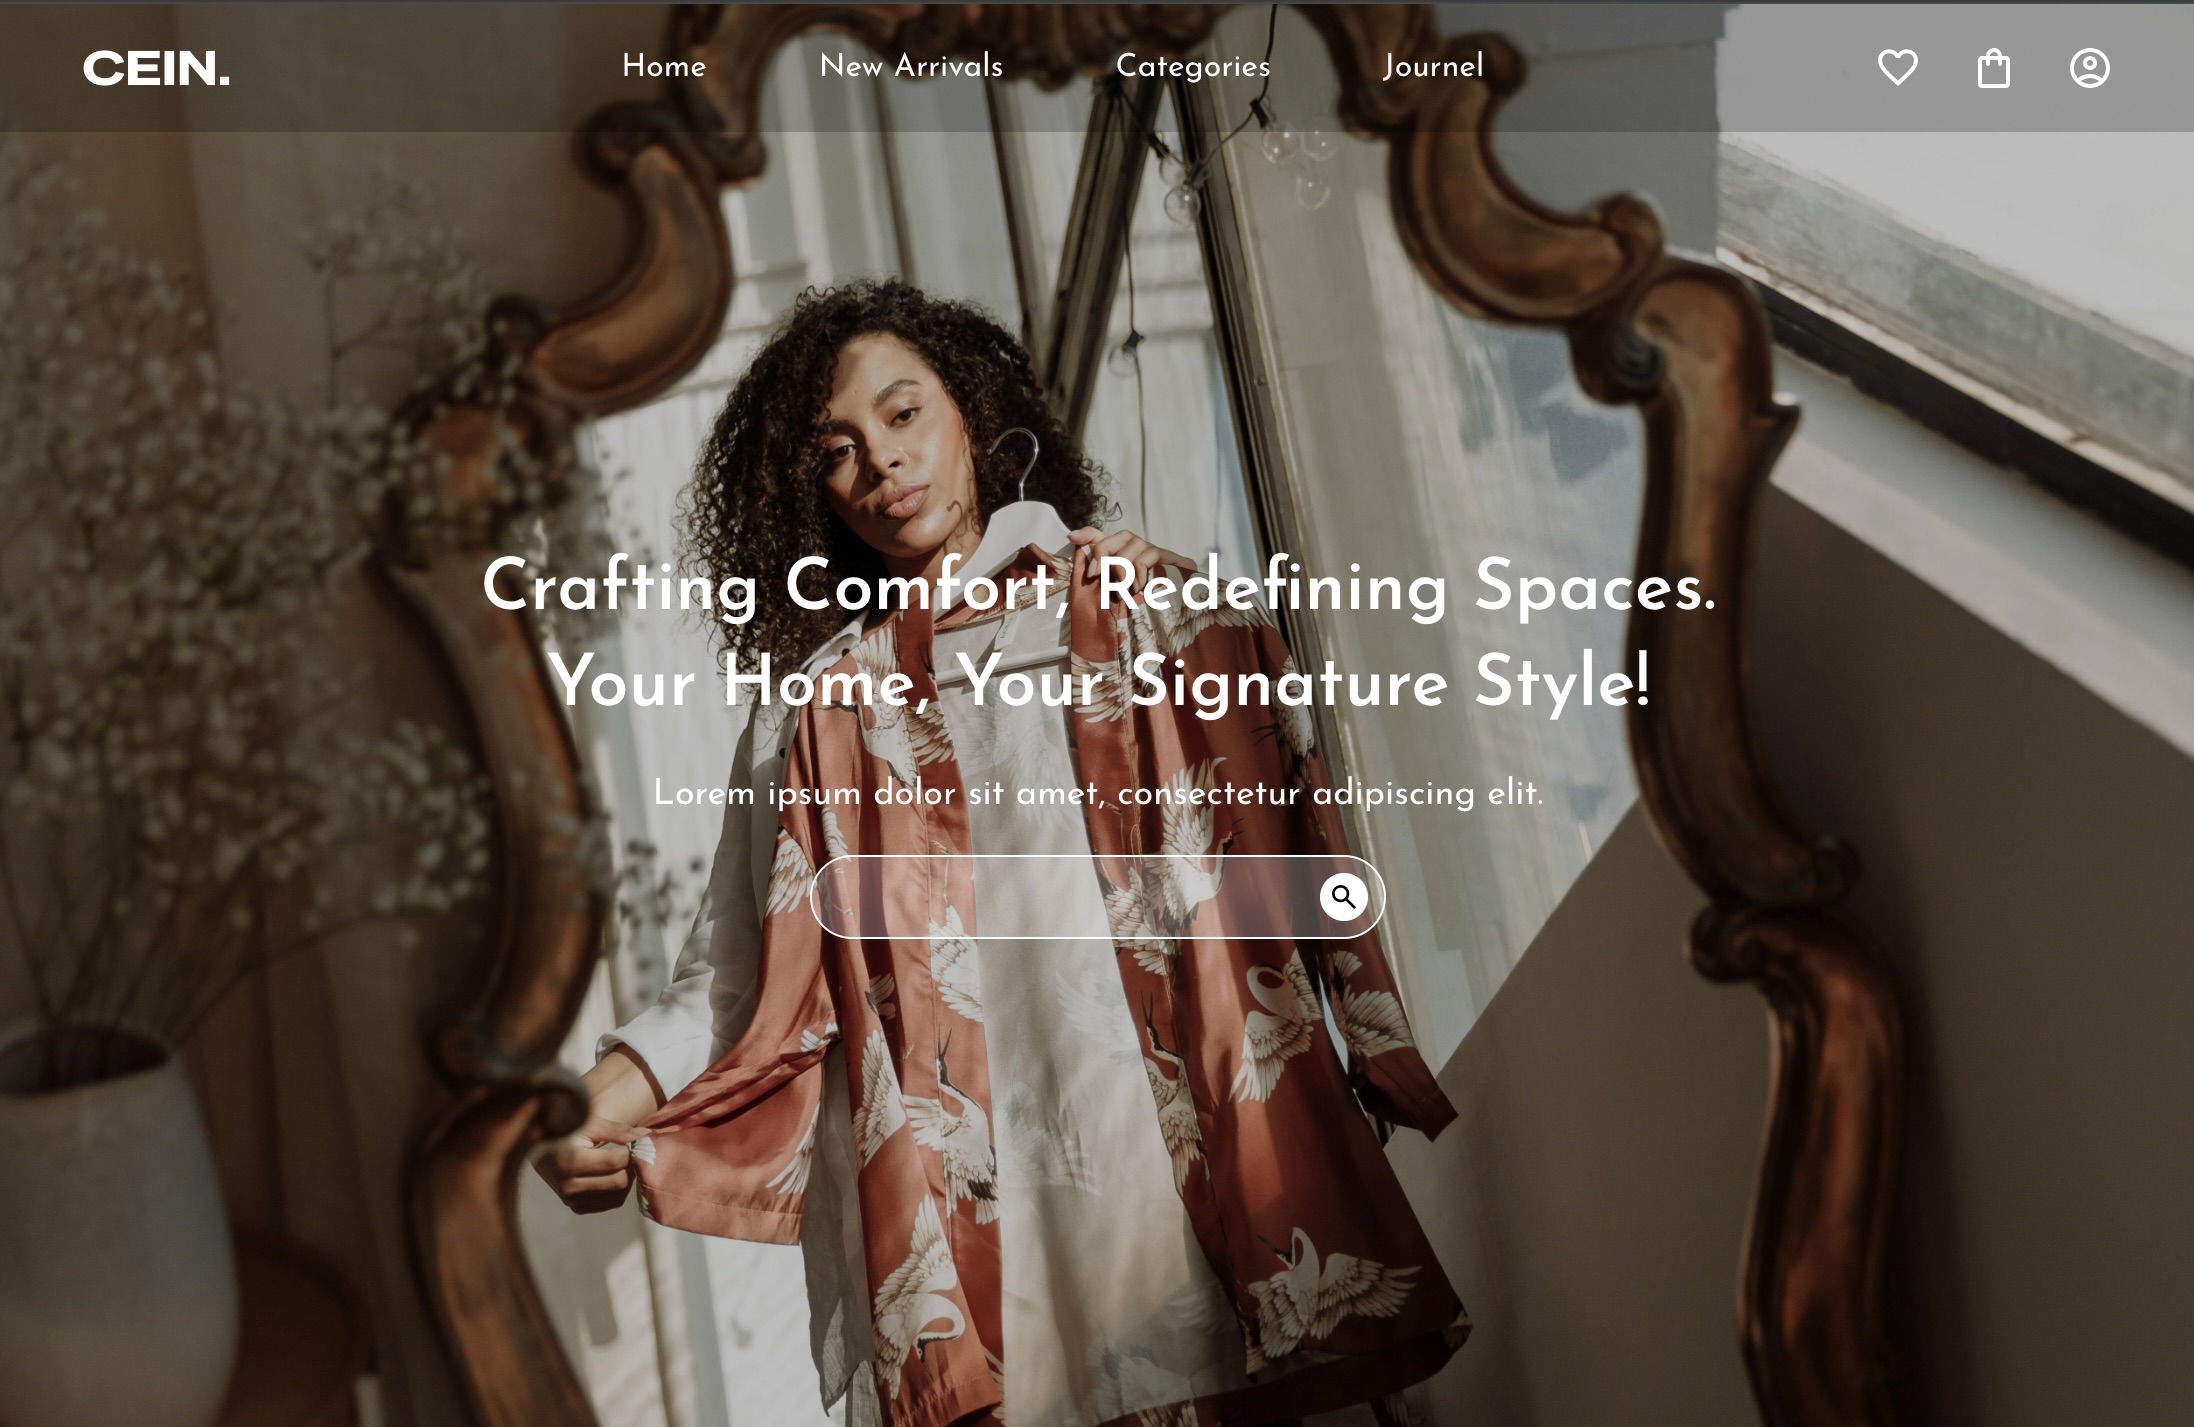 CEIN.
Home
New Arrivals
Categories
Journel
Crafting Comfort, Redefining Spaces.
Your Home, Your Signature Style!
Lorem ipsum dolor sit amet, consectetur adipiscing elit.